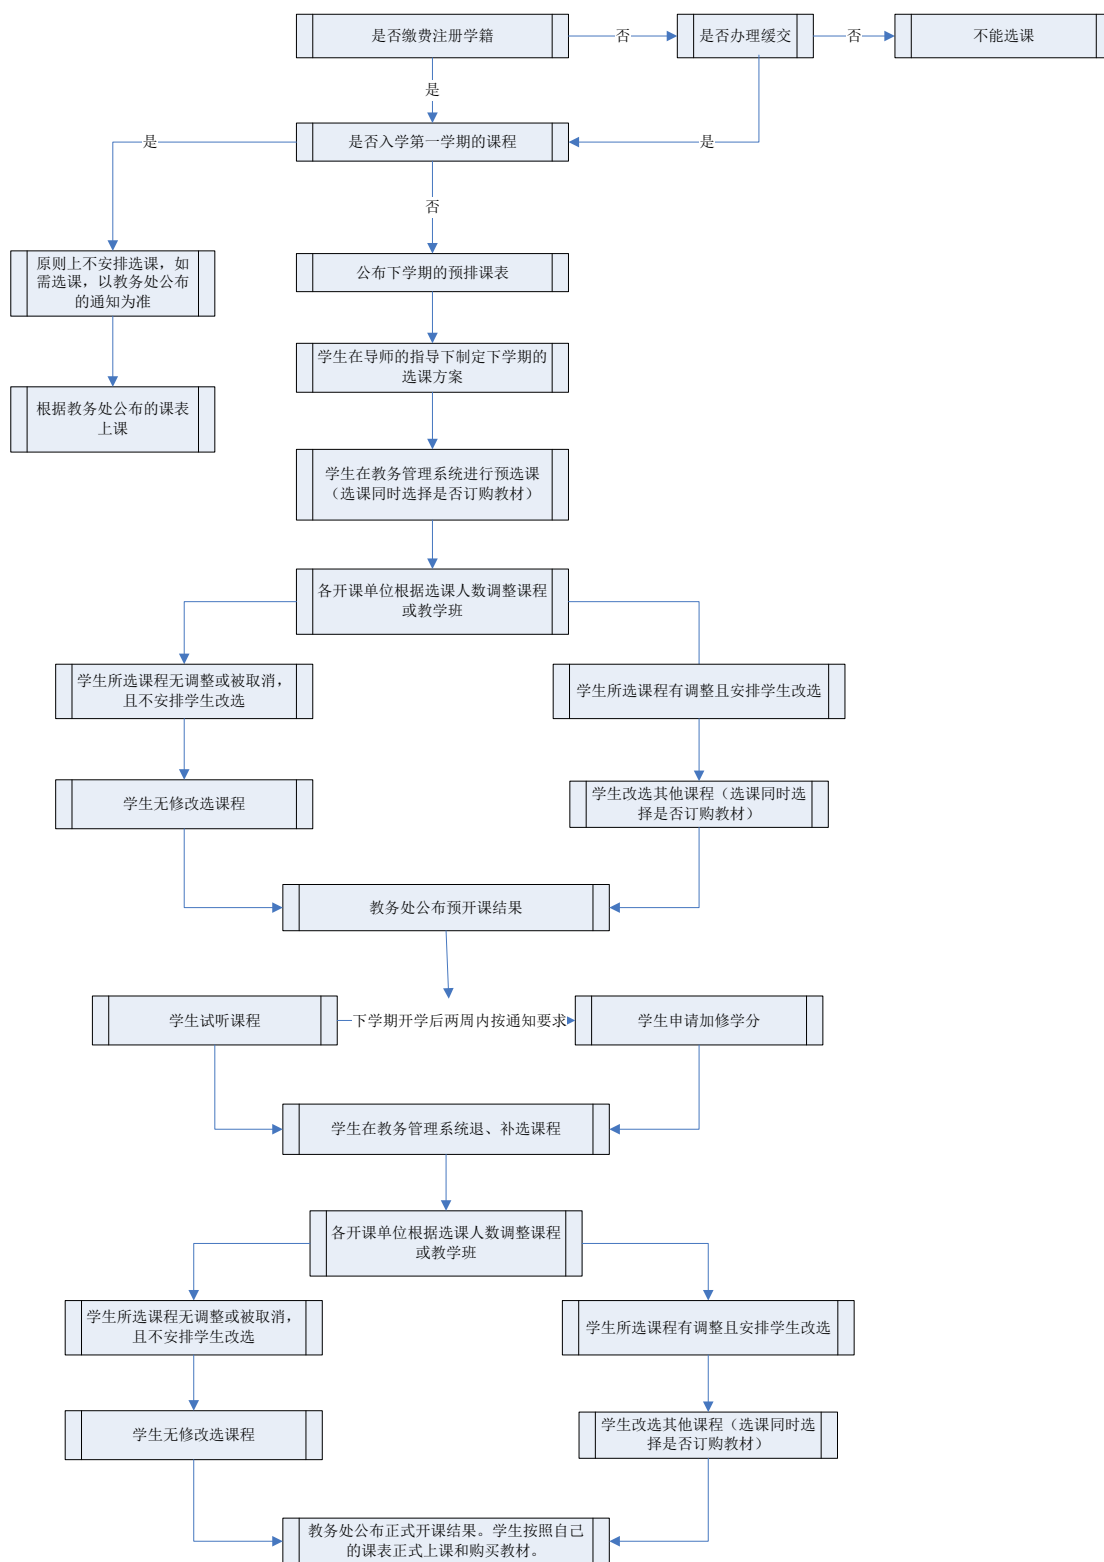 是否缴费注册学籍
否
是否办理缓交
否
不能选课
是
是否入学第一学期的课程
是
是
否
原则上不安排选课，如
需选课，以教务处公布
的通知为准
公布下学期的预排课表
学生在导师的指导下制定下学期的
选课方案
根据教务处公布的课表
上课
学生在教务管理系统进行预选课
（选课同时选择是否订购教材）
各开课单位根据选课人数调整课程
或教学班
学生所选课程无调整或被取消，
且不安排学生改选
学生所选课程有调整且安排学生改选
学生无修改选课程
学生改选其他课程（选课同时选
择是否订购教材）
教务处公布预开课结果
学生试听课程
下学期开学后两周内按通知要求
学生申请加修学分
学生在教务管理系统退、补选课程
各开课单位根据选课人数调整课程
或教学班
学生所选课程无调整或被取消，
且不安排学生改选
学生所选课程有调整且安排学生改选
学生无修改选课程
学生改选其他课程（选课同时选
择是否订购教材）
教务处公布正式开课结果。学生按照自己
的课表正式上课和购买教材。